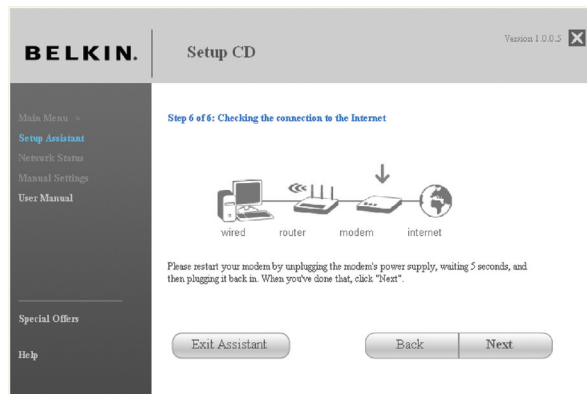 BELKIN.
Setup CD
Version 1.0.0.5
Main Menu >
Setup Assistant
Network Status
Manual Settings
User Manual
Special Offers
Help
Step 6 of 6: Checking the connection to the Internet
wired router modem internet
Please restart your modem by unplugging the modem's power supply, waiting 5 seconds, and
then plugging it back in. When you've done that, click "Next".
Exit Assistant
Back
Next